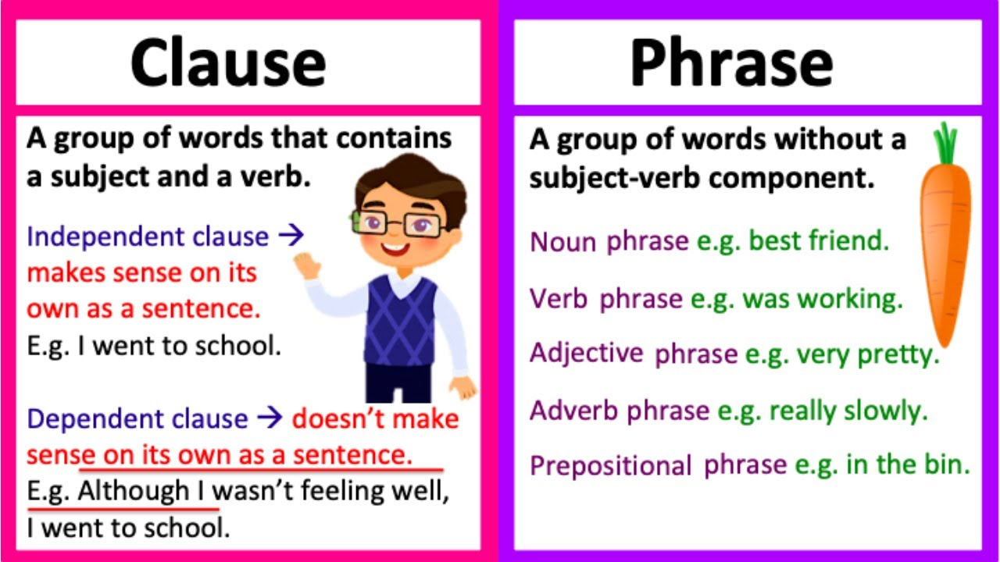 Clause
A group of words that contains
a subject and a verb.
Independent clause →
makes sense on its
own as a sentence.
E.g. I went to school.
Dependent clause → doesn’t make
sense on its own as a sentence.
E.g. Although I wasn’t feeling well,
I went to school.
Phrase
A group of words without a
subject-verb component.
Noun phrase e.g. best friend.
Verb phrase e.g. was working.
Adjective phrase e.g. very pretty.
Adverb phrase e.g. really slowly.
Prepositional phrase e.g. in the bin.